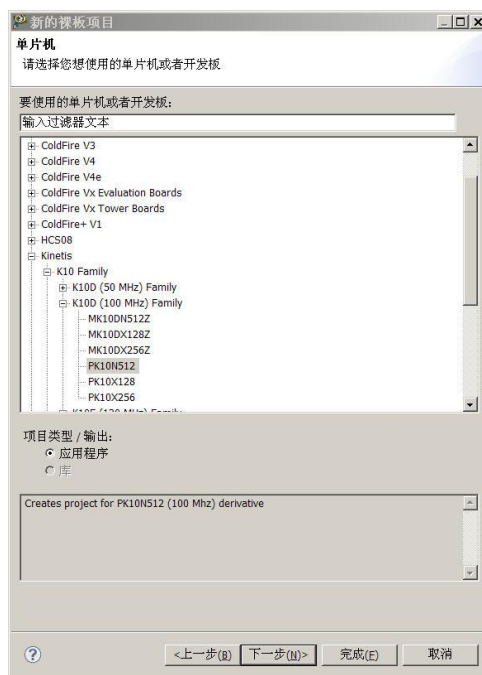 新的裸板项目
单片机
请选择您想使用的单片机或者开发板
要使用的单片机或者开发板:
输入过滤器文本
ColdFire V3
ColdFire V4
ColdFire V4e
ColdFire Vx Evaluation Boards
ColdFire Vx Tower Boards
ColdFire+ V1
HCS08
Kinetis
K10 Family
K10D (50 MHz) Family
K10D (100 MHz) Family
MK10DN512Z
MK10DX128Z
MK10DX256Z
PK10N512
PK10X128
PK10X256
K10F (120 MHz) Family
项目类型 / 输出:
应用程序
库
Creates project for PK10N512 (100 Mhz) derivative
<上一步(B)
下一步(N)>
完成(F)
取消